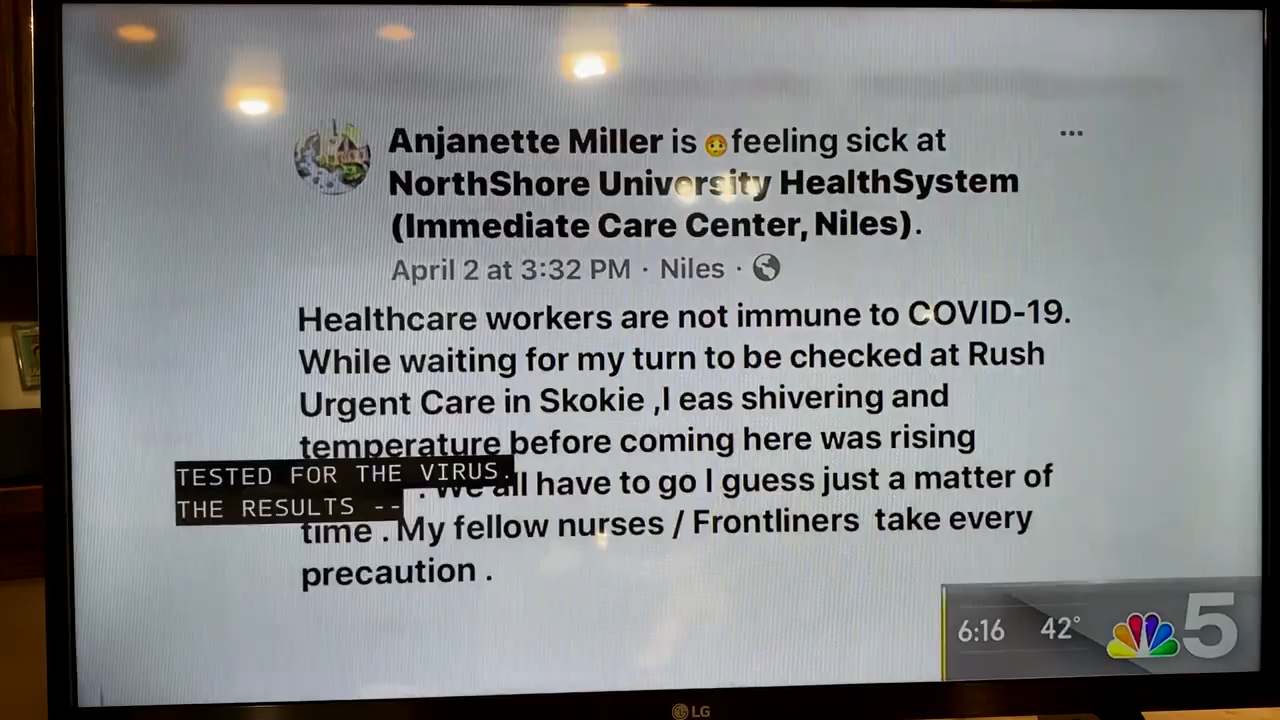 Anjanette Miller is feeling sick at
NorthShore University HealthSystem
(Immediate Care Center, Niles).
April 2 at 3:32 PM · Niles ·
Healthcare workers are not immune to COVID-19.
While waiting for my turn to be checked at Rush
Urgent Care in Skokie ,I eas shivering and
temperature before coming here was rising
. We all have to go I guess just a matter of
time . My fellow nurses / Frontliners take every
precaution .
TESTED FOR THE VIRUS.
THE RESULTS --
6:16 42° 5
LG